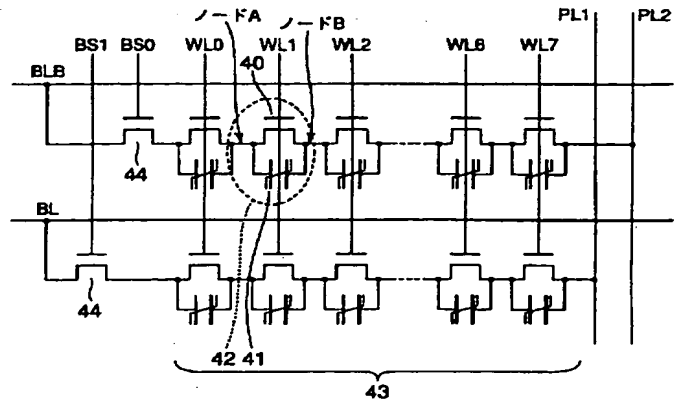 ノードA ノードB PL1 PL2
BS1 BS0 WL0 WL1 WL2 WL6 WL7
BLB 40
44
BL
44
42 41
43